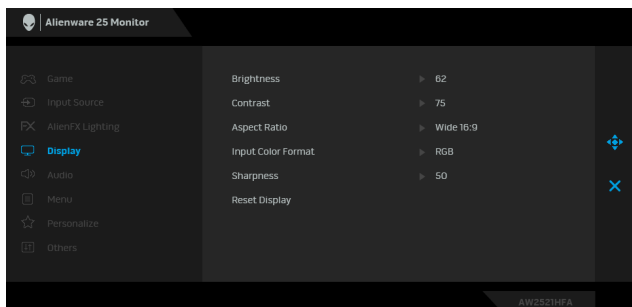 Alienware 25 Monitor
Game
Input Source
AlienFX Lighting
Display
Audio
Menu
Personalize
Others
Brightness 62
Contrast 75
Aspect Ratio Wide 16:9
Input Color Format RGB
Sharpness 50
Reset Display
AW2521HFA